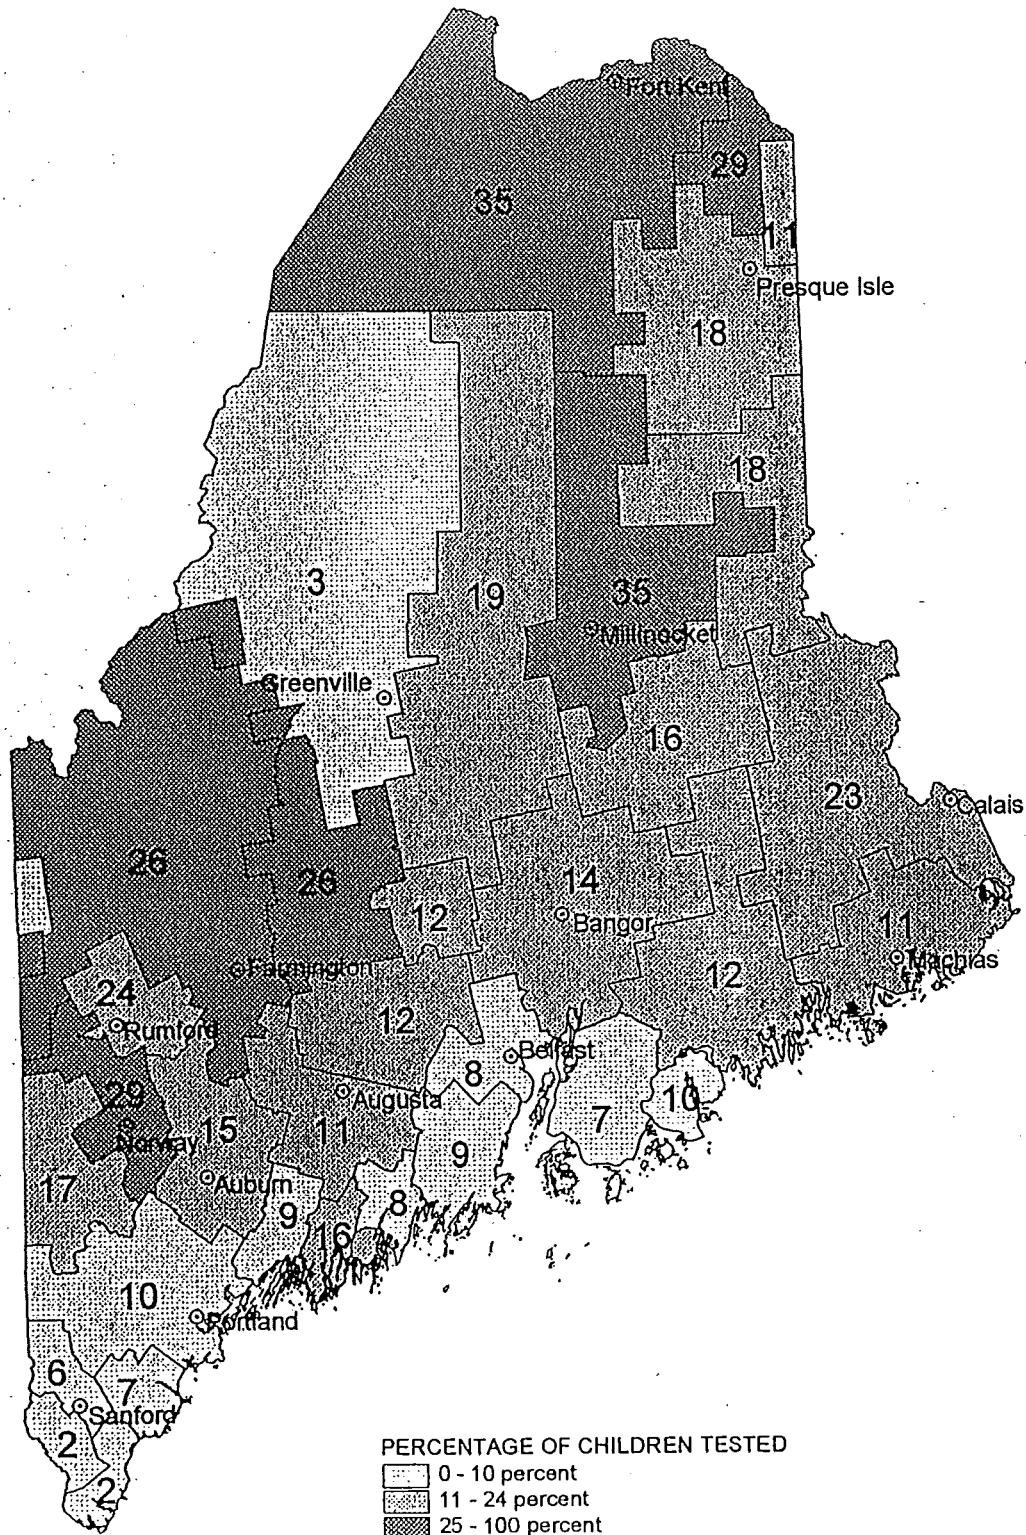 Fort Kent
29
35
11
Presque Isle
18
18
3
19
35
Millinocket
Greenville
16
23
Calais
26
26
14
12
Bangor
11
Machias
Farmington
12
24
12
Rumford
Belfast
8
29
Augusta
10
7
Norway
15
11
9
17
Auburn
8
9
16
10
Portland
6
7
Sanford
2
2
PERCENTAGE OF CHILDREN TESTED
0 - 10 percent
11 - 24 percent
25 - 100 percent